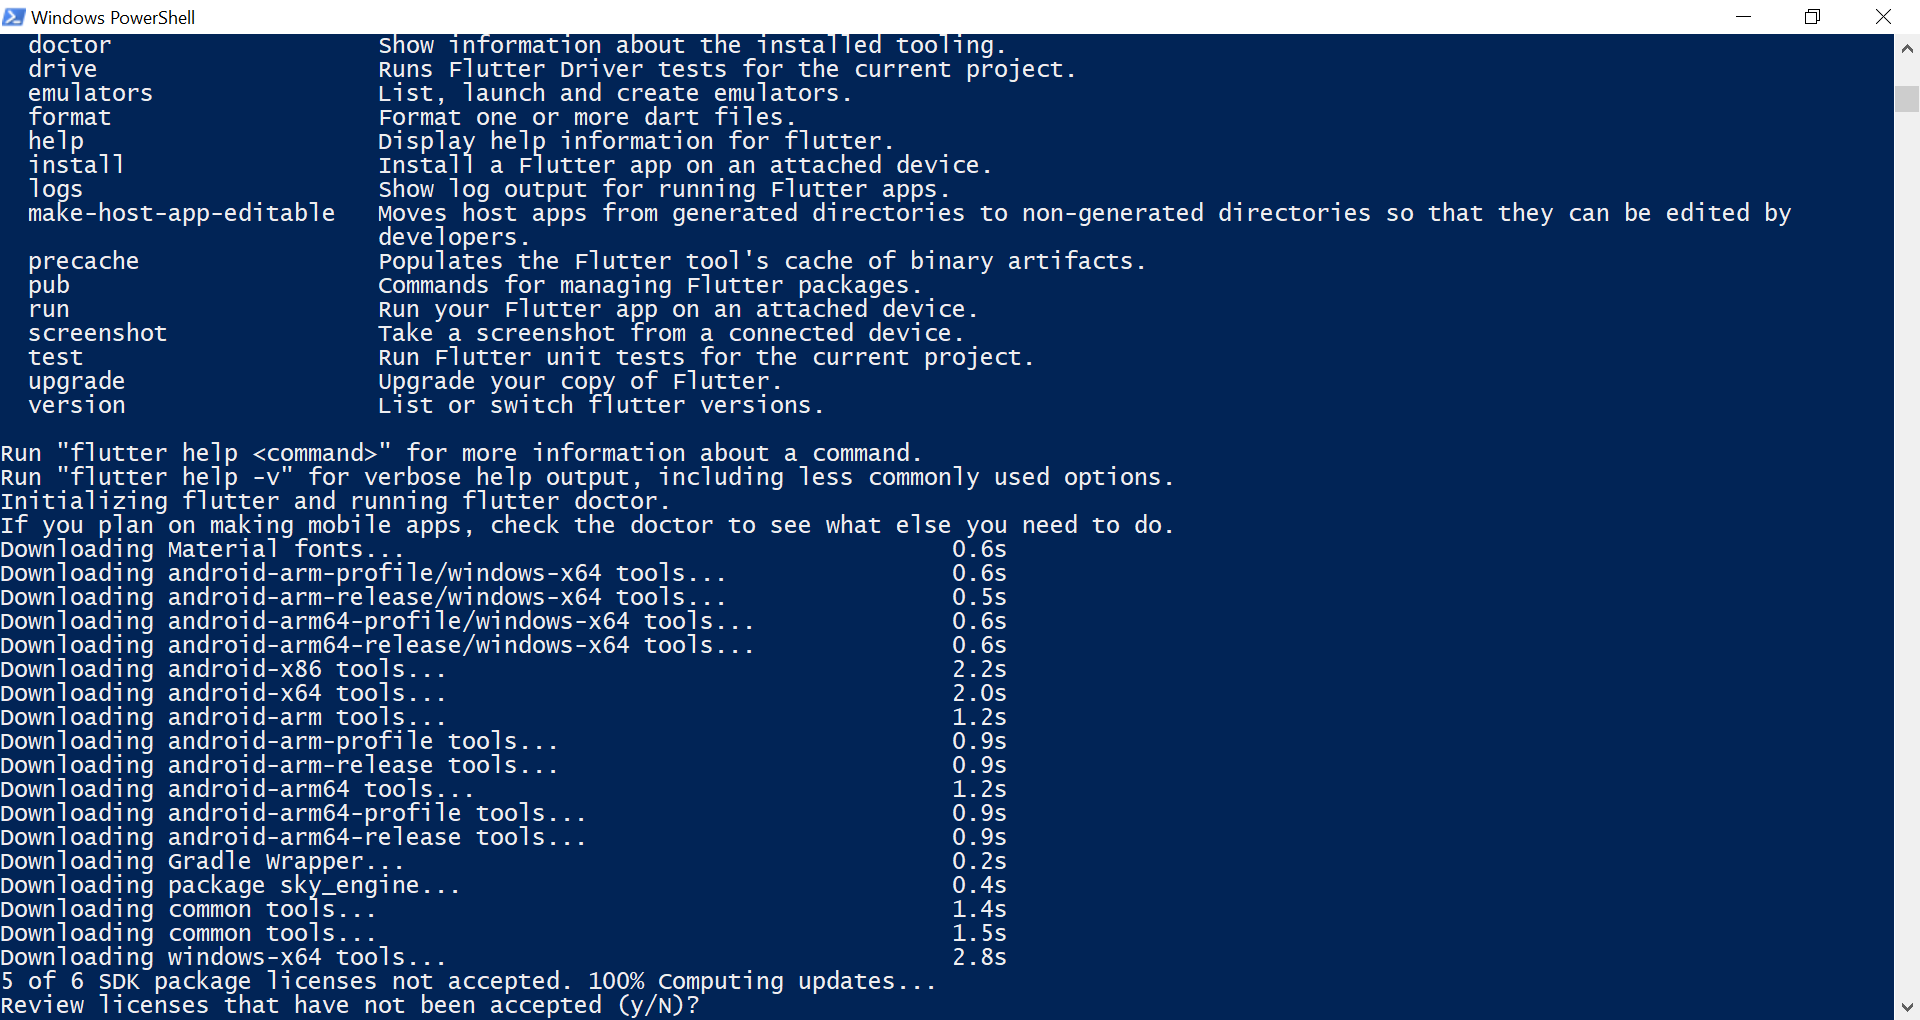 Windows PowerShell
doctor Show information about the installed tooling.
drive Runs Flutter Driver tests for the current project.
emulators List, launch and create emulators.
format Format one or more dart files.
help Display help information for flutter.
install Install a Flutter app on an attached device.
logs Show log output for running Flutter apps.
make-host-app-editable Moves host apps from generated directories to non-generated directories so that they can be edited by
developers.
precache Populates the Flutter tool's cache of binary artifacts.
pub Commands for managing Flutter packages.
run Run your Flutter app on an attached device.
screenshot Take a screenshot from a connected device.
test Run Flutter unit tests for the current project.
upgrade Upgrade your copy of Flutter.
version List or switch flutter versions.
Run "flutter help <command>" for more information about a command.
Run "flutter help -v" for verbose help output, including less commonly used options.
Initializing flutter and running flutter doctor.
If you plan on making mobile apps, check the doctor to see what else you need to do.
Downloading Material fonts... 0.6s
Downloading android-arm-profile/windows-x64 tools... 0.6s
Downloading android-arm-release/windows-x64 tools... 0.5s
Downloading android-arm64-profile/windows-x64 tools... 0.6s
Downloading android-arm64-release/windows-x64 tools... 0.6s
Downloading android-x86 tools... 2.2s
Downloading android-x64 tools... 2.0s
Downloading android-arm tools... 1.2s
Downloading android-arm-profile tools... 0.9s
Downloading android-arm-release tools... 0.9s
Downloading android-arm64 tools... 1.2s
Downloading android-arm64-profile tools... 0.9s
Downloading android-arm64-release tools... 0.9s
Downloading Gradle Wrapper... 0.2s
Downloading package sky_engine... 0.4s
Downloading common tools... 1.4s
Downloading common tools... 1.5s
Downloading windows-x64 tools... 2.8s
5 of 6 SDK package licenses not accepted. 100% Computing updates...
Review licenses that have not been accepted (y/N)?